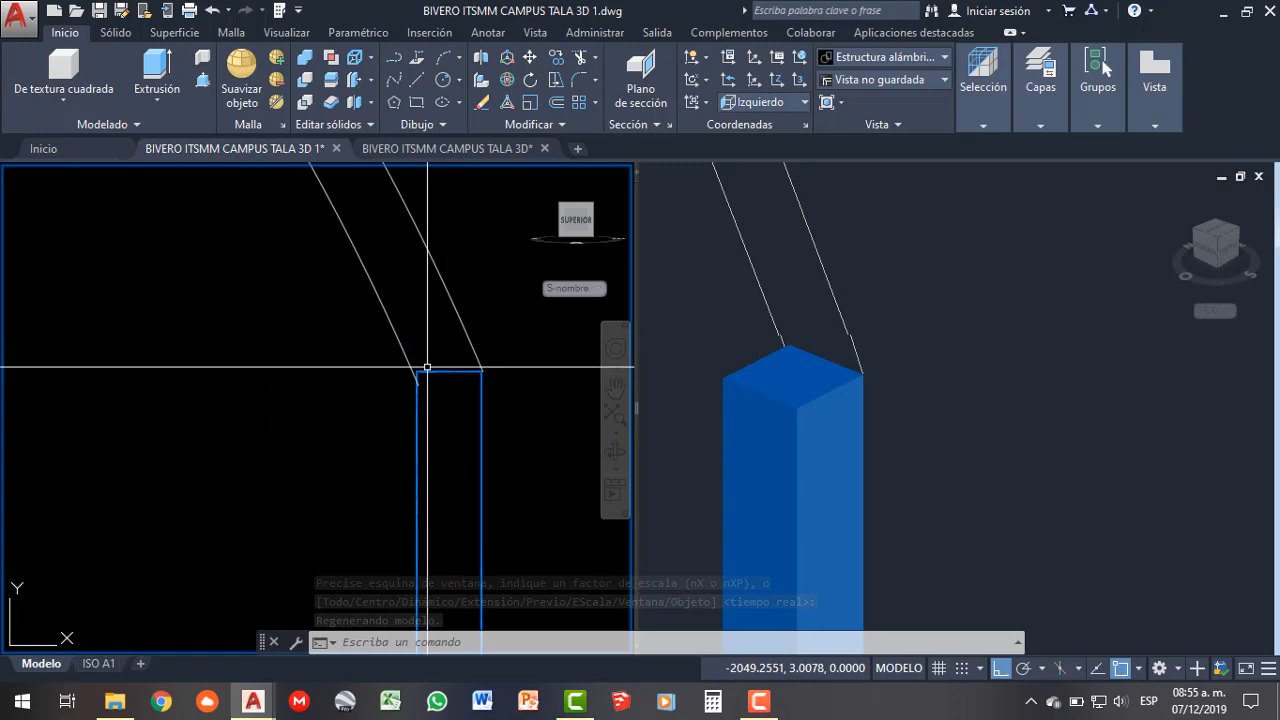 BIVERO ITSMM CAMPUS TALA 3D 1.dwg
Escriba palabra clave o frase
Iniciar sesión
Inicio Sólido Superficie Malla Visualizar Paramétrico Inserción Anotar Vista Administrar Salida Complementos Colaborar Aplicaciones destacadas
De textura cuadrada
Extrusión
Suavizar
objeto
Plano
de sección
Izquierdo
Estructura alámbri...
Vista no guardada
Selección
Capas
Grupos
Vista
Modelado Malla Editar sólidos Dibujo Modificar Sección Coordenadas Vista
Inicio BIVERO ITSMM CAMPUS TALA 3D 1* BIVERO ITSMM CAMPUS TALA 3D*
SUPERIOR
S-nombre
Y
X
Precise esquina de ventana, indique un factor de escala (nX o nXP), o
[Todo/Centro/Dinámico/Extensión/Previo/EScala/Ventana/Objeto] <tiempo real>:
Regenerando modelo.
Escriba un comando
Modelo ISO A1
-2049.2551, 3.0078, 0.0000 MODELO
ESP
08:55 a. m.
07/12/2019